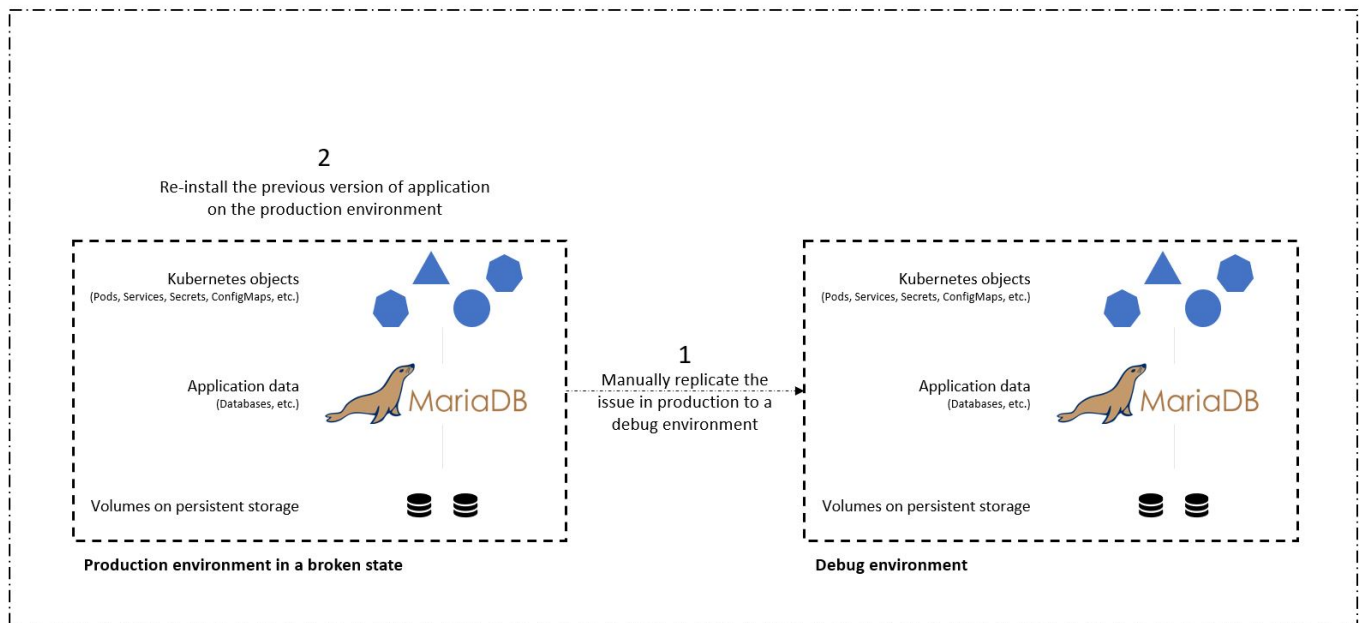 2
Re-install the previous version of application
on the production environment
Kubernetes objects
(Pods, Services, Secrets, ConfigMaps, etc.)
Application data
(Databases, etc.)
MariaDB
Volumes on persistent storage
Production environment in a broken state
1
Manually replicate the
issue in production to a
debug environment
Kubernetes objects
(Pods, Services, Secrets, ConfigMaps, etc.)
Application data
(Databases, etc.)
MariaDB
Volumes on persistent storage
Debug environment